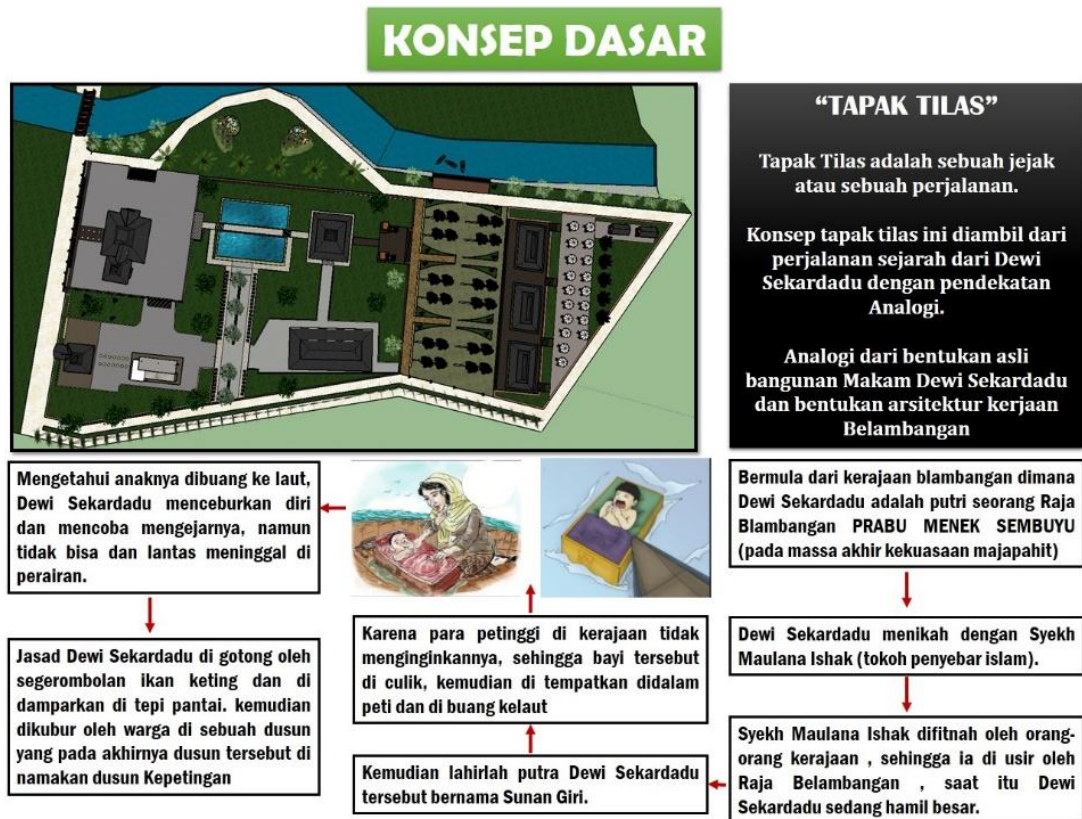 KONSEP DASAR
“TAPAK TILAS”
Tapak Tilas adalah sebuah jejak
atau sebuah perjalanan.
Konsep tapak tilas ini diambil dari
perjalanan sejarah dari Dewi
Sekardadu dengan pendekatan
Analogi.
Analogi dari bentukan asli
bangunan Makam Dewi Sekardadu
dan bentukan arsitektur kerjaan
Belambangan
Bermula dari kerajaan blambangan dimana
Dewi Sekardadu adalah putri seorang Raja
Blambangan PRABU MENEK SEMBUYU
(pada massa akhir kekuasaan majapahit)
Dewi Sekardadu menikah dengan Syekh
Maulana Ishak (tokoh penyebar islam).
Syekh Maulana Ishak difitnah oleh orang-
orang kerajaan , sehingga ia di usir oleh
Raja Belambangan , saat itu Dewi
Sekardadu sedang hamil besar.
Kemudian lahirlah putra Dewi Sekardadu
tersebut bernama Sunan Giri.
Karena para petinggi di kerajaan tidak
menginginkannya, sehingga bayi tersebut
di culik, kemudian di tempatkan didalam
peti dan di buang kelaut
Mengetahui anaknya dibuang ke laut,
Dewi Sekardadu menceburkan diri
dan mencoba mengejarnya, namun
tidak bisa dan lantas meninggal di
perairan.
Jasad Dewi Sekardadu di gotong oleh
segerombolan ikan keting dan di
damparkan di tepi pantai. kemudian
dikubur oleh warga di sebuah dusun
yang pada akhirnya dusun tersebut di
namakan dusun Kepetingan